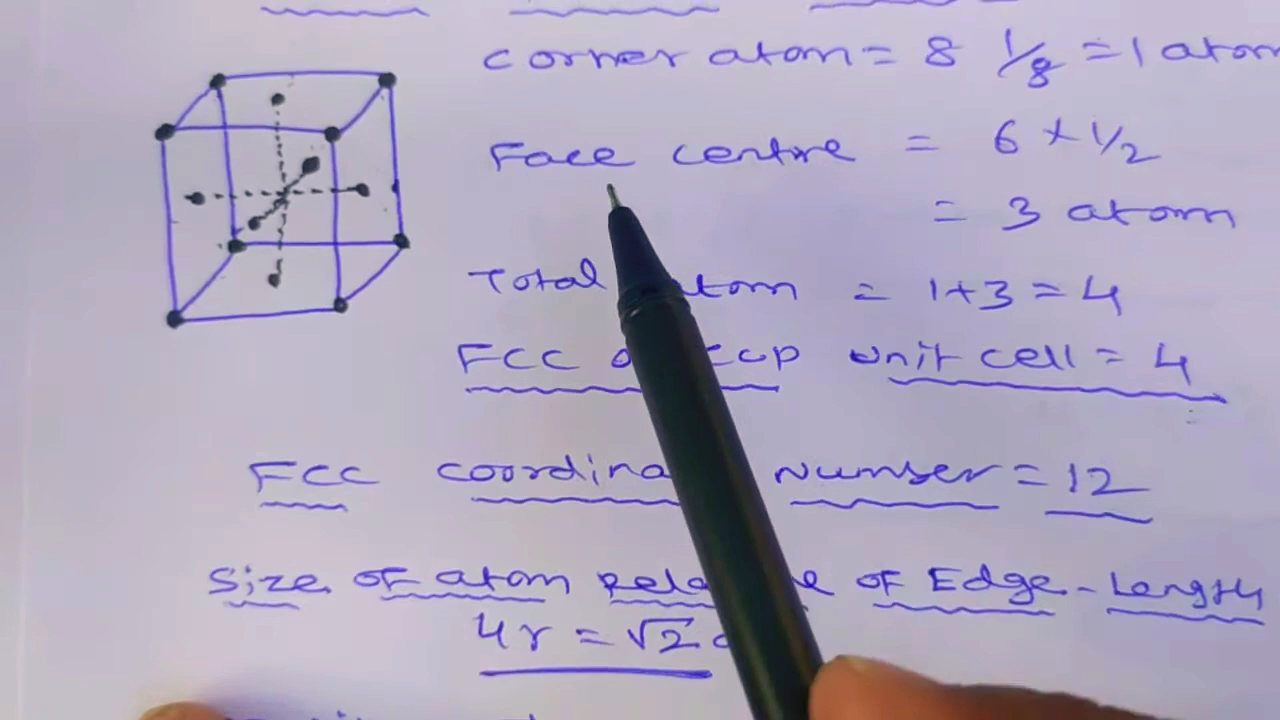 corner atom = 8 1/8 = 1 atom
Face centre = 6 × 1/2
= 3 atom
Total atom = 1+3 = 4
FCC CCP unit cell = 4
FCC number = 12
Size of atom of Edge-Length
4r = √2